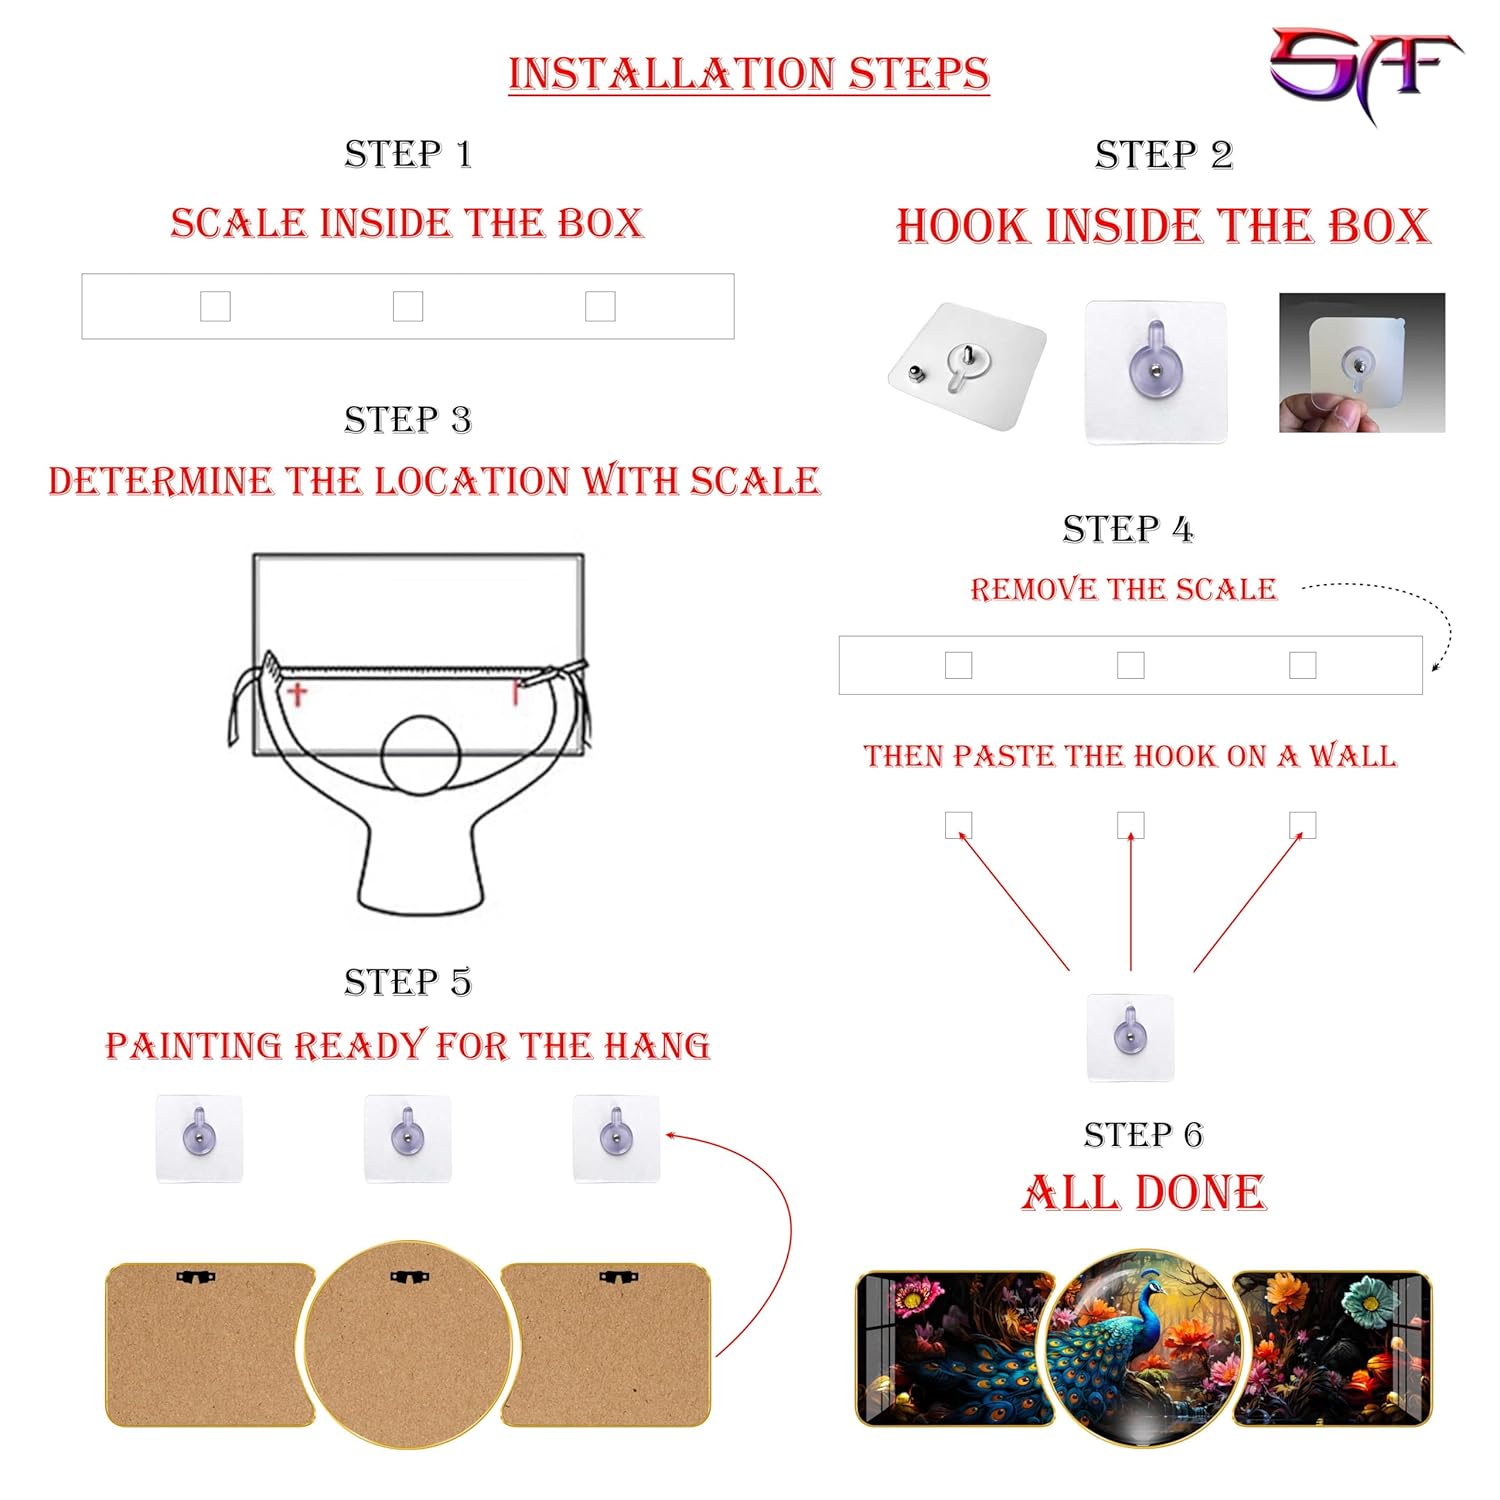 INSTALLATION STEPS
SAF
STEP 1
SCALE INSIDE THE BOX
STEP 2
HOOK INSIDE THE BOX
STEP 3
DETERMINE THE LOCATION WITH SCALE
STEP 4
REMOVE THE SCALE
THEN PASTE THE HOOK ON A WALL
STEP 5
PAINTING READY FOR THE HANG
STEP 6
ALL DONE